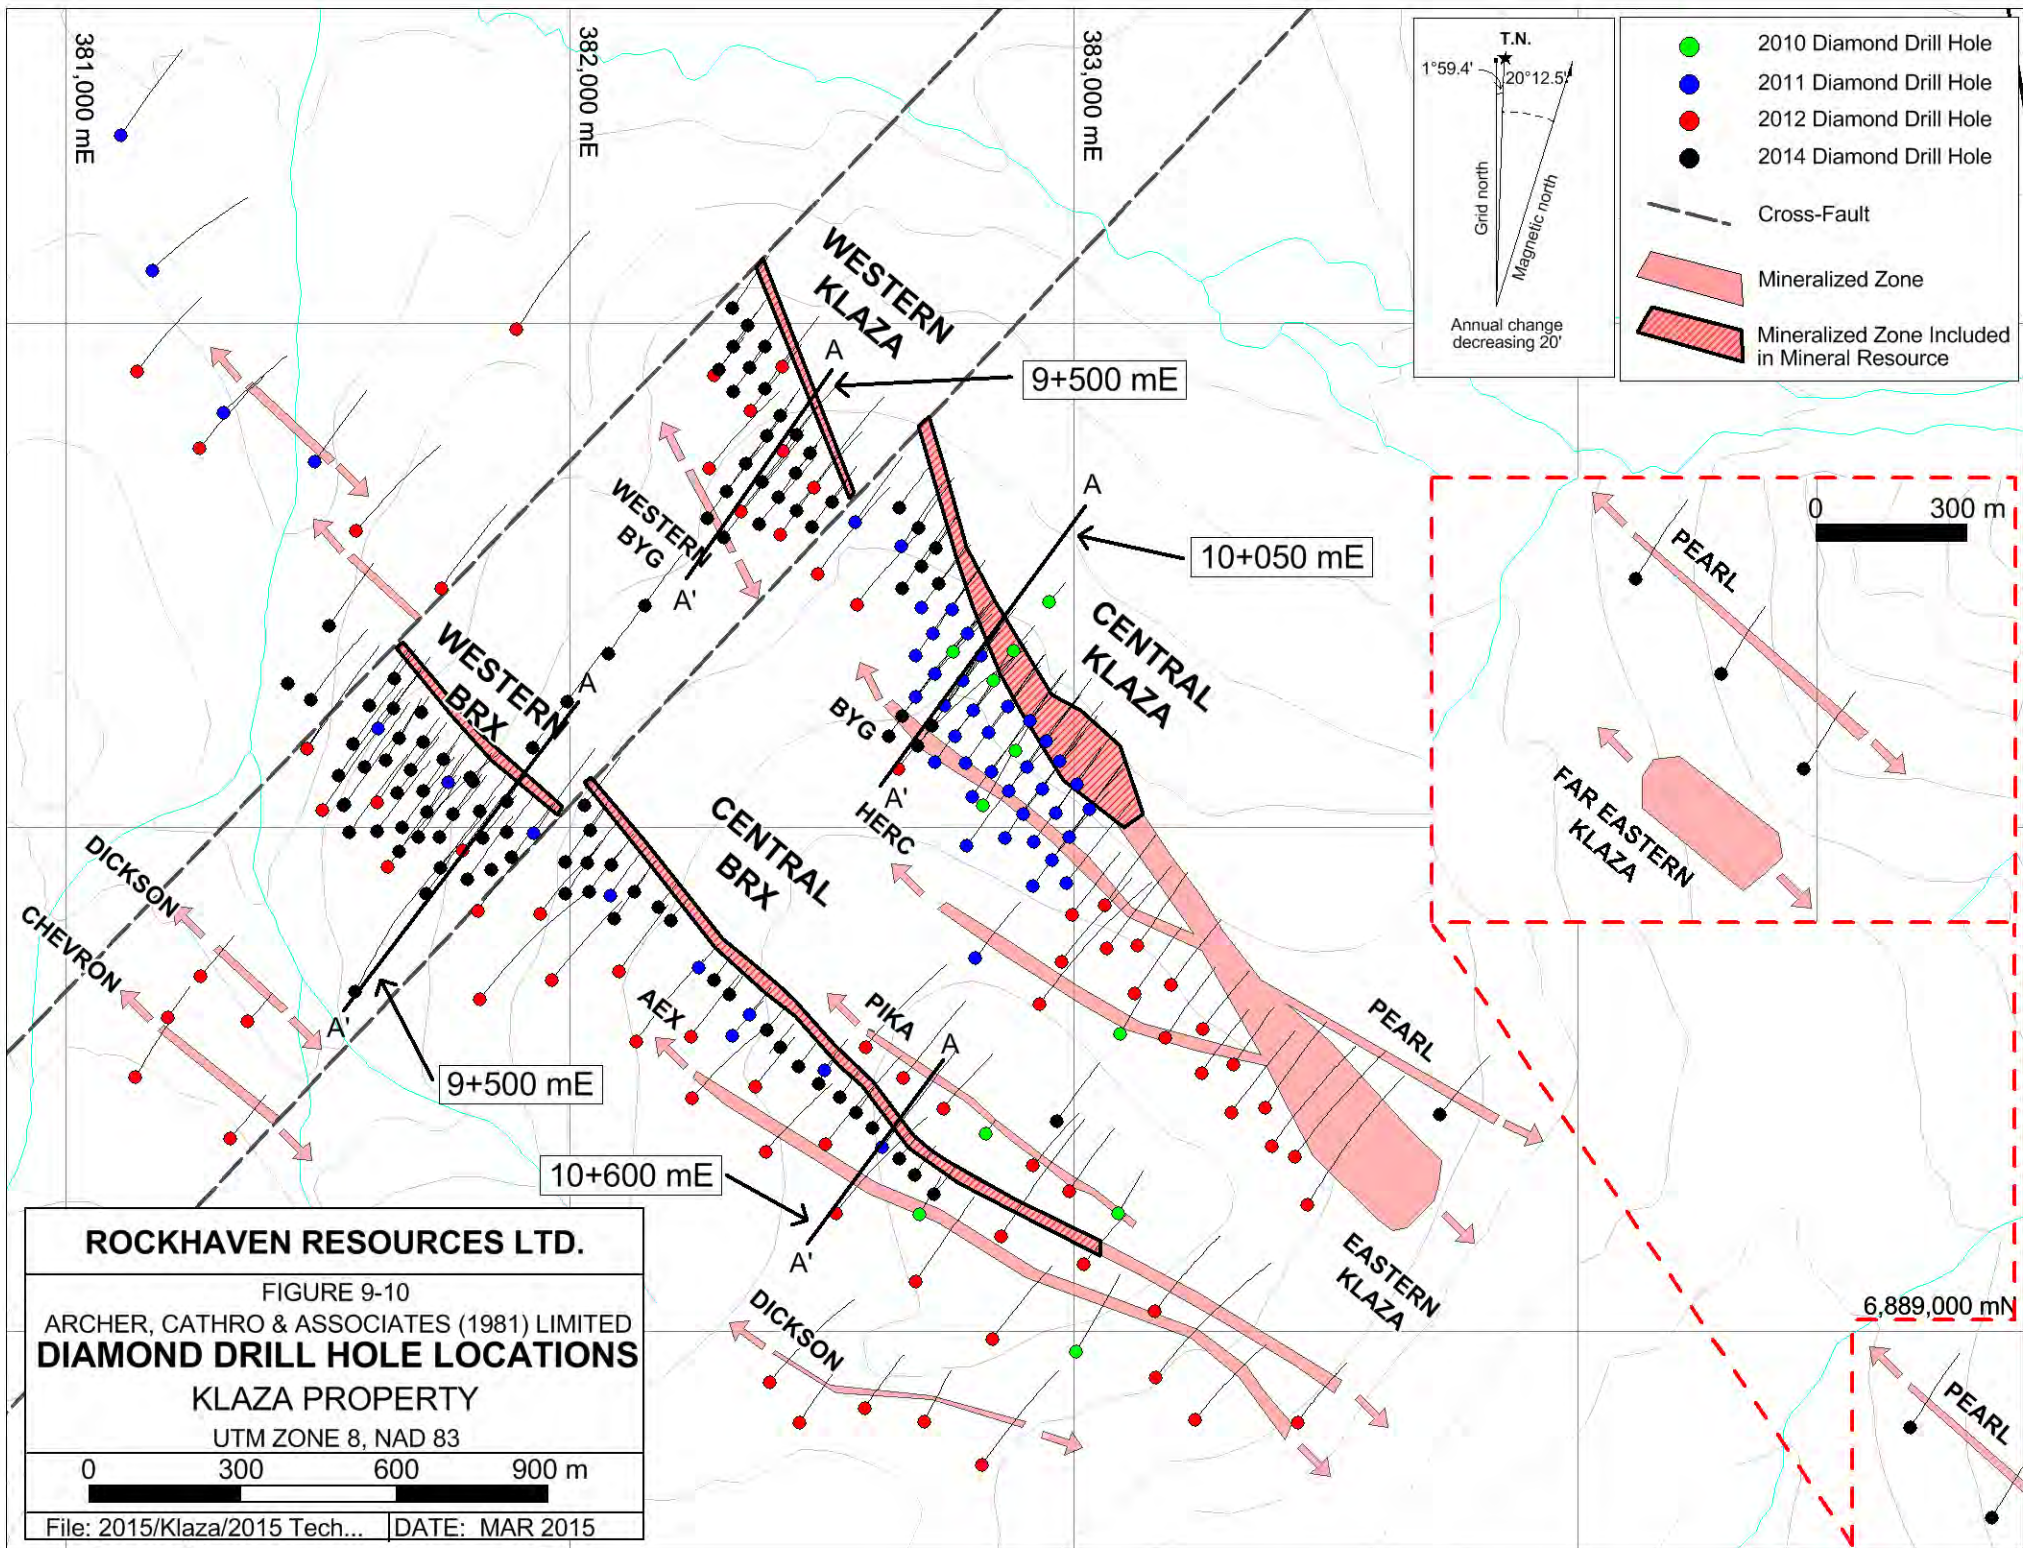 381,000 mE
382,000 mE
383,000 mE
T.N.
1°59.4'
20°12.5'
Grid north
Magnetic north
Annual change
decreasing 20'
2010 Diamond Drill Hole
2011 Diamond Drill Hole
2012 Diamond Drill Hole
2014 Diamond Drill Hole
Cross-Fault
Mineralized Zone
Mineralized Zone Included
in Mineral Resource
WESTERN
KLAZA
A
9+500 mE
WESTERN
BYG
A'
A
10+050 mE
CENTRAL
KLAZA
0 300 m
PEARL
FAR EASTERN
KLAZA
WESTERN
BRX
A
BYG
A'
HERC
CENTRAL
BRX
DICKSON
CHEVRON
A'
9+500 mE
AEX
PIKA
A
PEARL
10+600 mE
A'
EASTERN
KLAZA
DICKSON
6,889,000 mN
PEARL
ROCKHAVEN RESOURCES LTD.
FIGURE 9-10
ARCHER, CATHRO & ASSOCIATES (1981) LIMITED
DIAMOND DRILL HOLE LOCATIONS
KLAZA PROPERTY
UTM ZONE 8, NAD 83
0 300 600 900 m
File: 2015/Klaza/2015 Tech... DATE: MAR 2015